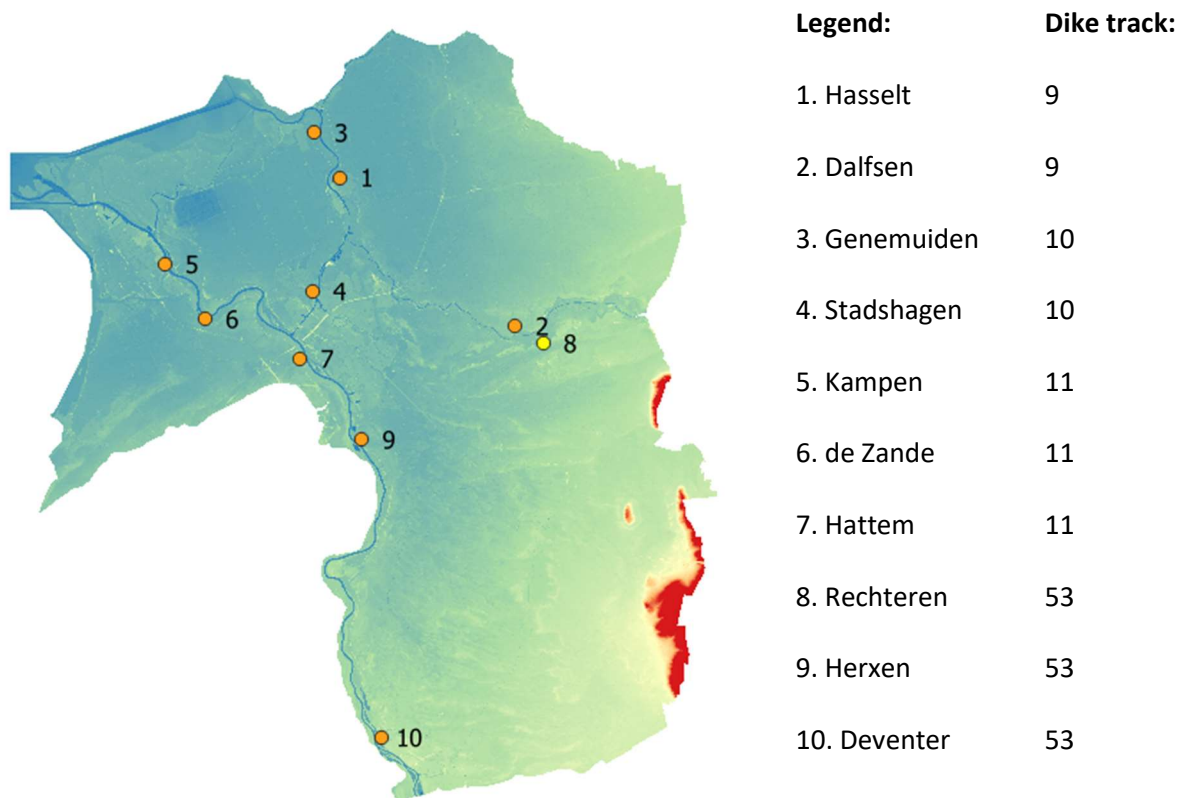 Legend: Dike track:
1. Hasselt 9
2. Dalfsen 9
3. Genemuiden 10
4. Stadshagen 10
5. Kampen 11
6. de Zande 11
7. Hattem 11
8. Rechteren 53
9. Herxen 53
10. Deventer 53
3
1
5
4
6
2
8
7
9
10